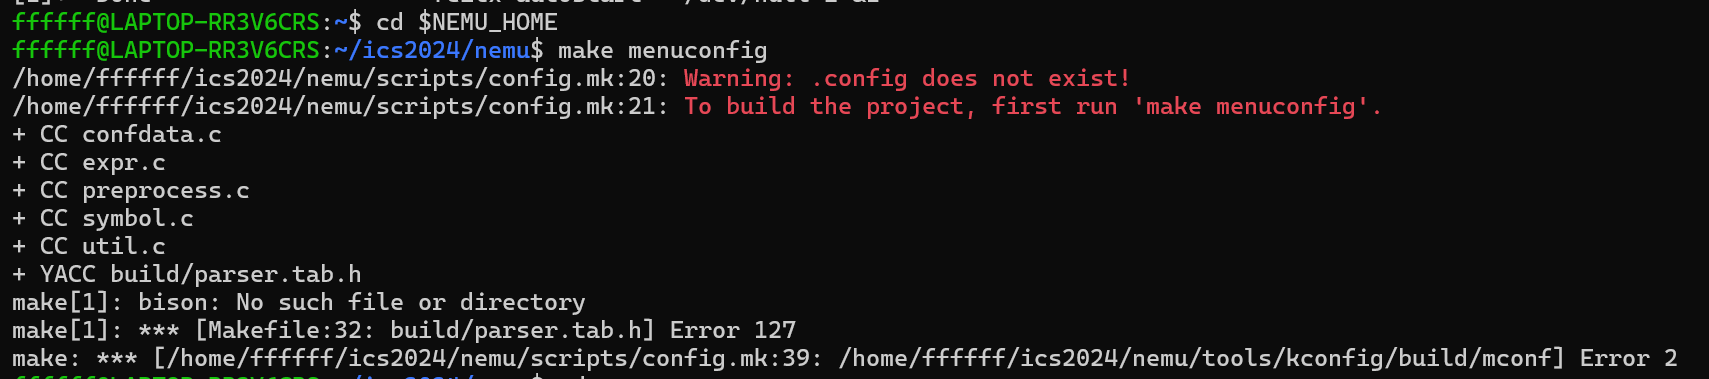 ffffff@LAPTOP-RR3V6CRS:~$ cd $NEMU_HOME
ffffff@LAPTOP-RR3V6CRS:~/ics2024/nemu$ make menuconfig
/home/ffffff/ics2024/nemu/scripts/config.mk:20: Warning: .config does not exist!
/home/ffffff/ics2024/nemu/scripts/config.mk:21: To build the project, first run 'make menuconfig'.
+ CC confdata.c
+ CC expr.c
+ CC preprocess.c
+ CC symbol.c
+ CC util.c
+ YACC build/parser.tab.h
make[1]: bison: No such file or directory
make[1]: *** [Makefile:32: build/parser.tab.h] Error 127
make: *** [/home/ffffff/ics2024/nemu/scripts/config.mk:39: /home/ffffff/ics2024/nemu/tools/kconfig/build/mconf] Error 2